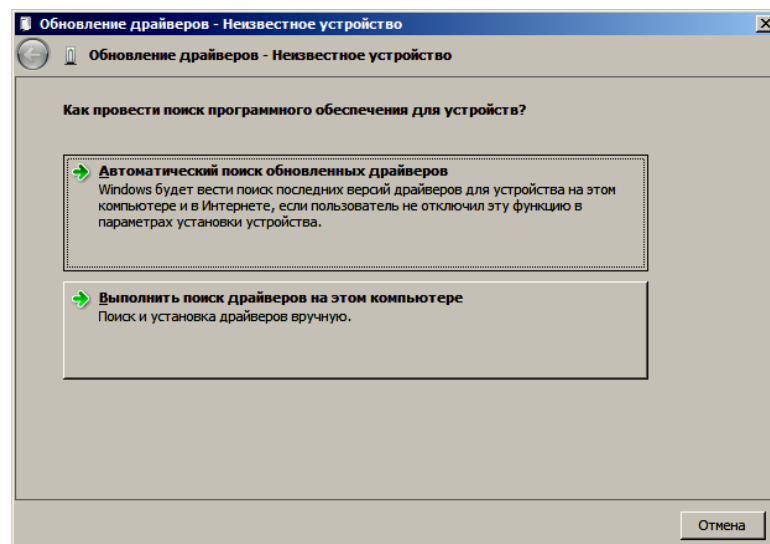 Обновление драйверов - Неизвестное устройство
Обновление драйверов - Неизвестное устройство
Как провести поиск программного обеспечения для устройств?
Автоматический поиск обновленных драйверов
Windows будет вести поиск последних версий драйверов для устройства на этом
компьютере и в Интернете, если пользователь не отключил эту функцию в
параметрах установки устройства.
Выполнить поиск драйверов на этом компьютере
Поиск и установка драйверов вручную.
Отмена